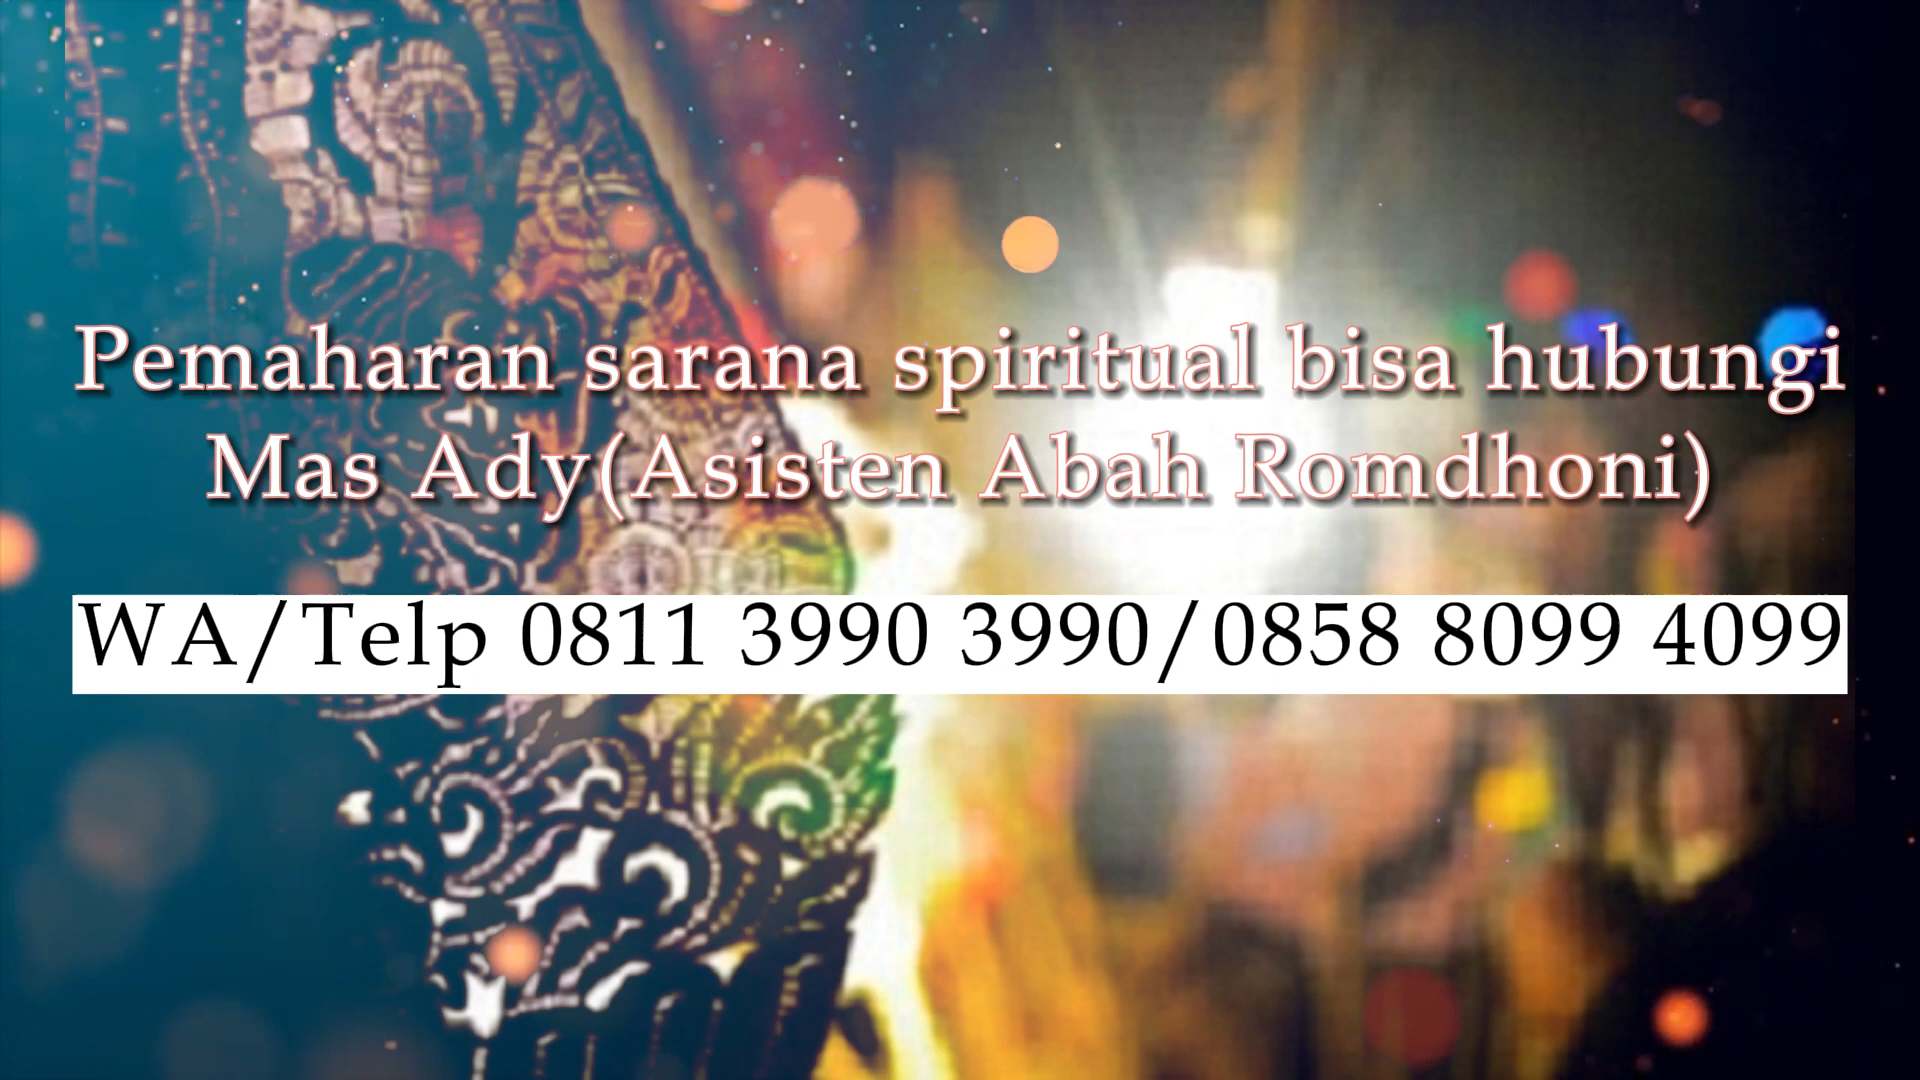 Pemaharan sarana spiritual bisa hubungi
Mas Ady(Asisten Abah Romdhoni)
WA/Telp 0811 3990 3990/0858 8099 4099